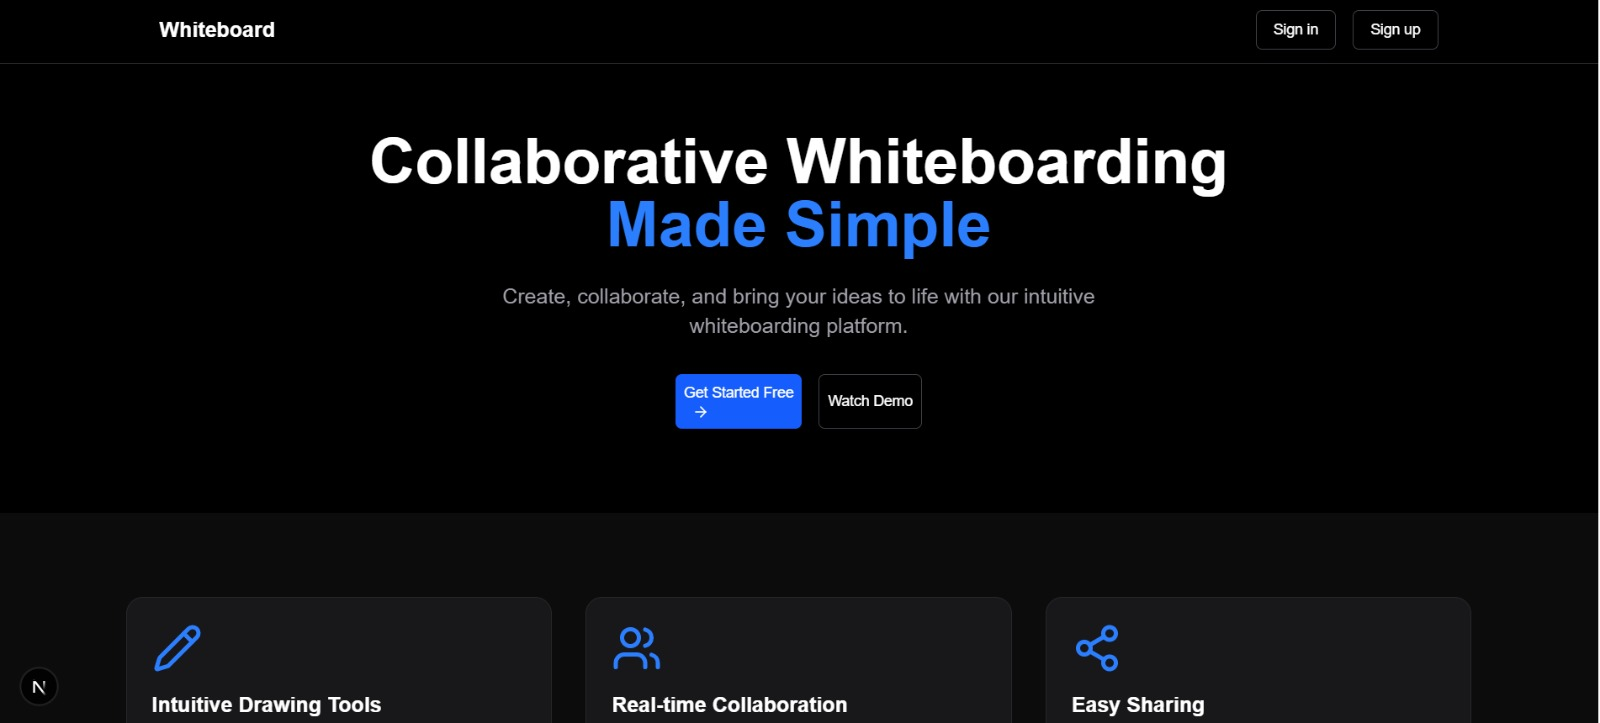 Whiteboard
Sign in
Sign up
Collaborative Whiteboarding
Made Simple
Create, collaborate, and bring your ideas to life with our intuitive
whiteboarding platform.
Get Started Free
→
Watch Demo
Intuitive Drawing Tools
Real-time Collaboration
Easy Sharing
N